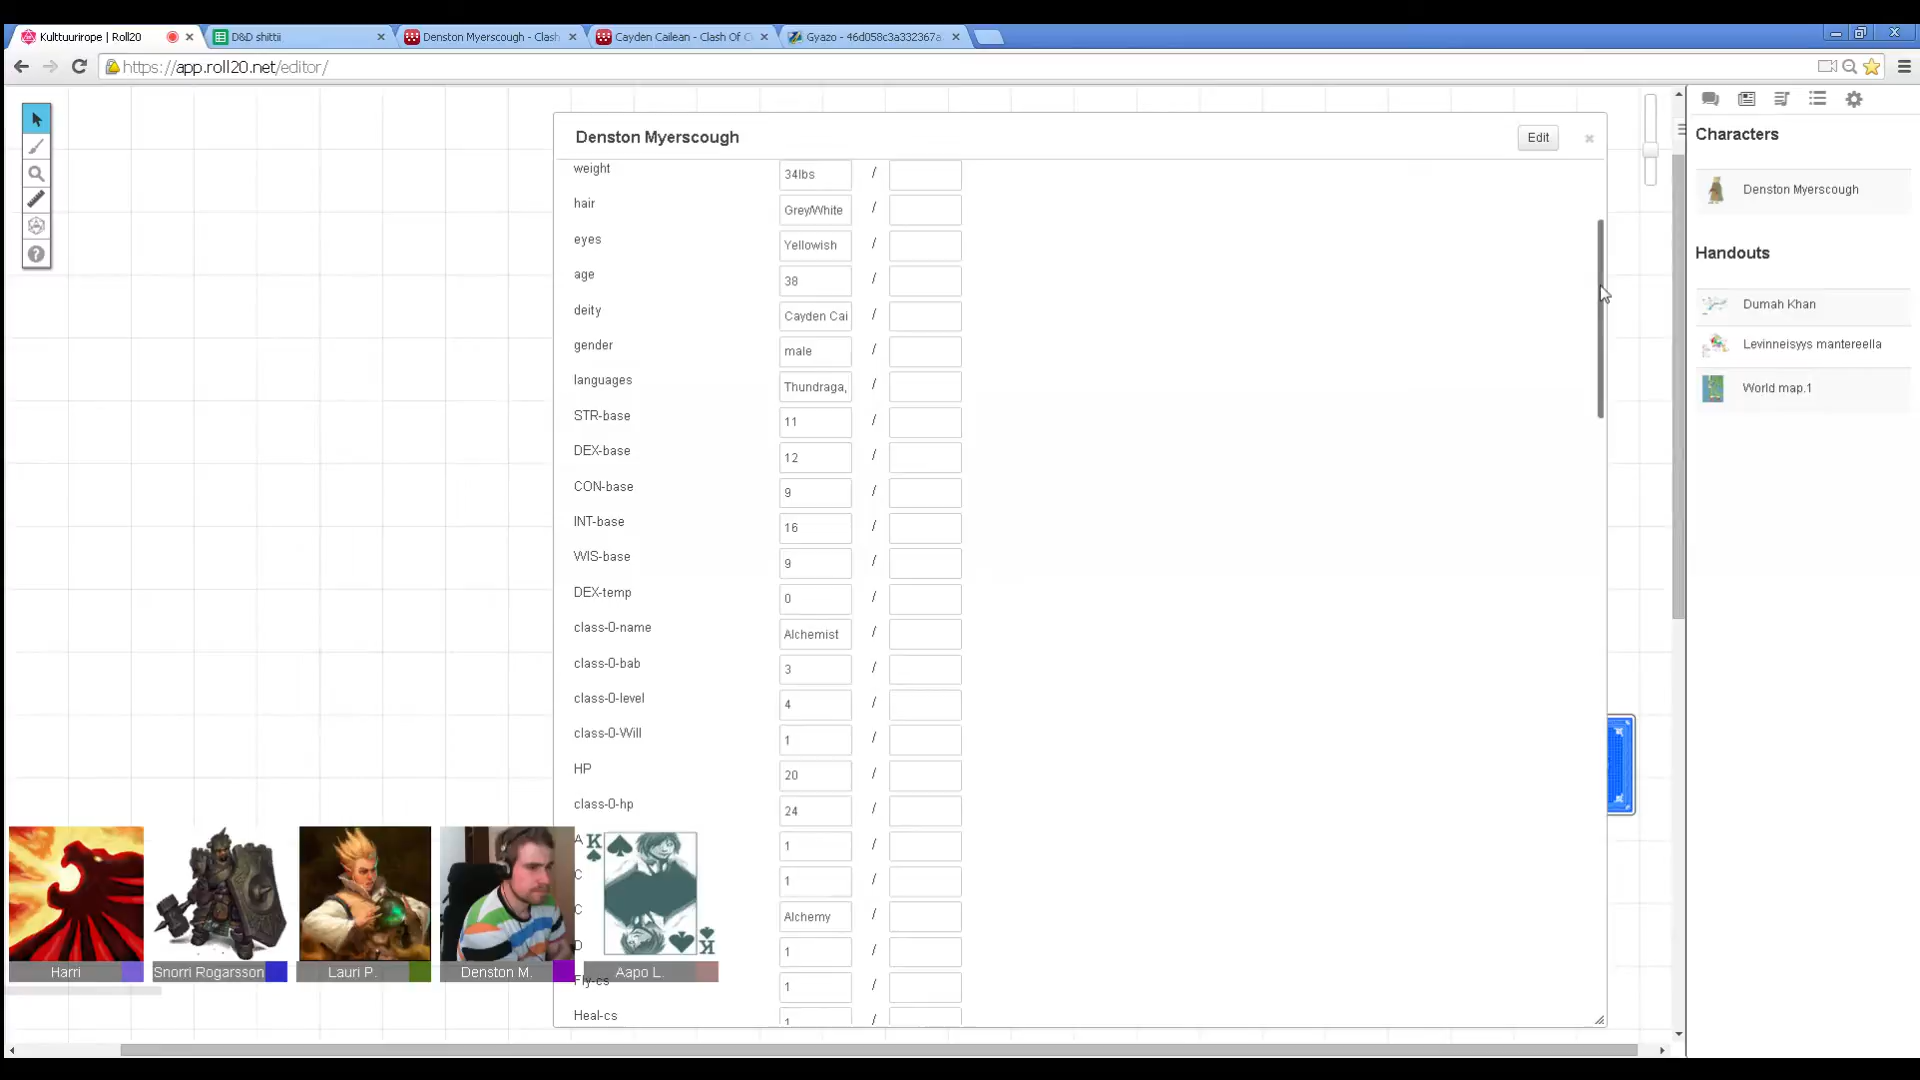 Kulttuurirope | Roll20
D&D shittii
Denston Myerscough - Clash
Cayden Cailean - Clash Of C
Gyazo - 46d058c3a332367a
https://app.roll20.net/editor/
Denston Myerscough
Edit
weight 34lbs /
hair Grey/White /
eyes Yellowish /
age 38 /
deity Cayden Cai /
gender male /
languages Thundraga, /
STR-base 11 /
DEX-base 12 /
CON-base 9 /
INT-base 16 /
WIS-base 9 /
DEX-temp 0 /
class-0-name Alchemist /
class-0-bab 3 /
class-0-level 4 /
class-0-Will 1 /
HP 20 /
class-0-hp 24 /
A 1 /
C 1 /
C Alchemy /
D 1 /
Fly-cs 1 /
Heal-cs 1 /
K
K
Harri
Snorri Rogarsson
Lauri P.
Denston M.
Aapo L.
Characters
Denston Myerscough
Handouts
Dumah Khan
Levinneisyys mantereella
World map.1